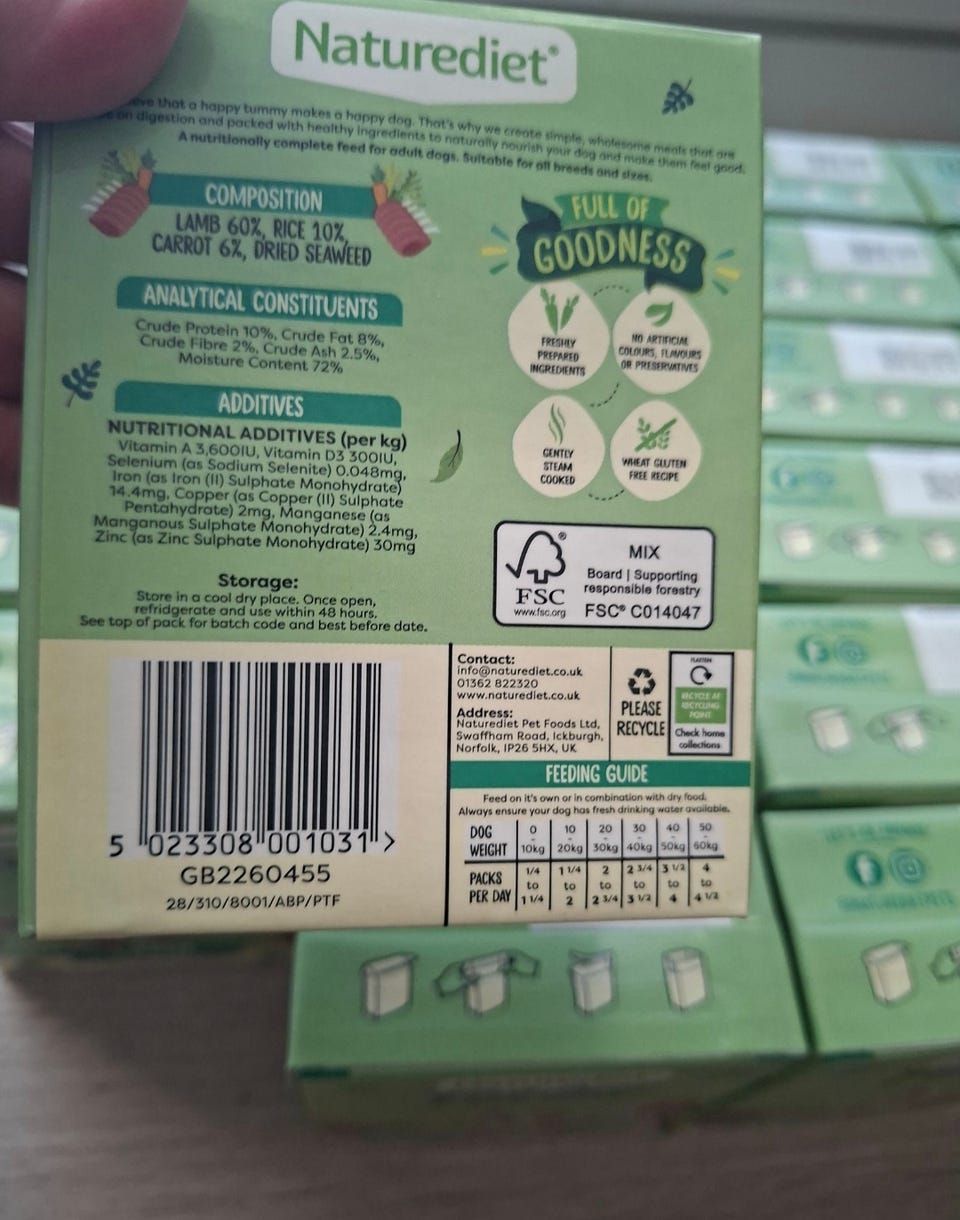 Naturediet®
that a happy tummy makes a happy dog. That's why we create simple, wholesome meals that are
on digestion and packed with healthy ingredients to naturally nourish your dog and make them feel good.
A nutritionally complete feed for adult dogs. Suitable for all breeds and sizes.
COMPOSITION
LAMB 60%, RICE 10%,
CARROT 6%, DRIED SEAWEED
ANALYTICAL CONSTITUENTS
Crude Protein 10%, Crude Fat 8%,
Crude Fibre 2%, Crude Ash 2.5%,
Moisture Content 72%
ADDITIVES
NUTRITIONAL ADDITIVES (per kg)
Vitamin A 3,600IU, Vitamin D3 300IU,
Selenium (as Sodium Selenite) 0.048mg,
Iron (as Iron (II) Sulphate Monohydrate)
14.4mg, Copper (as Copper (II) Sulphate
Pentahydrate) 2mg, Manganese (as
Manganous Sulphate Monohydrate) 2.4mg,
Zinc (as Zinc Sulphate Monohydrate) 30mg
Storage:
Store in a cool dry place. Once open,
refridgerate and use within 48 hours.
See top of pack for batch code and best before date.
FULL OF
GOODNESS
FRESHLY
PREPARED
INGREDIENTS
NO ARTIFICIAL
COLOURS, FLAVOURS
OR PRESERVATIVES
GENTLY
STEAM
COOKED
WHEAT GLUTEN
FREE RECIPE
FSC
www.fsc.org
MIX
Board | Supporting
responsible forestry
FSC® C014047
5 023308 001031 >
GB2260455
28/310/8001/ABP/PTF
Contact:
info@naturediet.co.uk
01362 822320
www.naturediet.co.uk
Address:
Naturediet Pet Foods Ltd,
Swaffham Road, Ickburgh,
Norfolk, IP26 5HX, UK
PLEASE
RECYCLE
FLATTEN
RECYCLE AT
RECYCLING
POINT
Check home
collections
FEEDING GUIDE
Feed on it's own or in combination with dry food.
Always ensure your dog has fresh drinking water available.
DOG WEIGHT 0 - 10kg 10 - 20kg 20 - 30kg 30 - 40kg 40 - 50kg 50 - 60kg
PACKS PER DAY 1/4 to 1 1/4 1 1/4 to 2 2 to 2 3/4 2 3/4 to 3 1/2 3 1/2 to 4 4 to 4 1/2